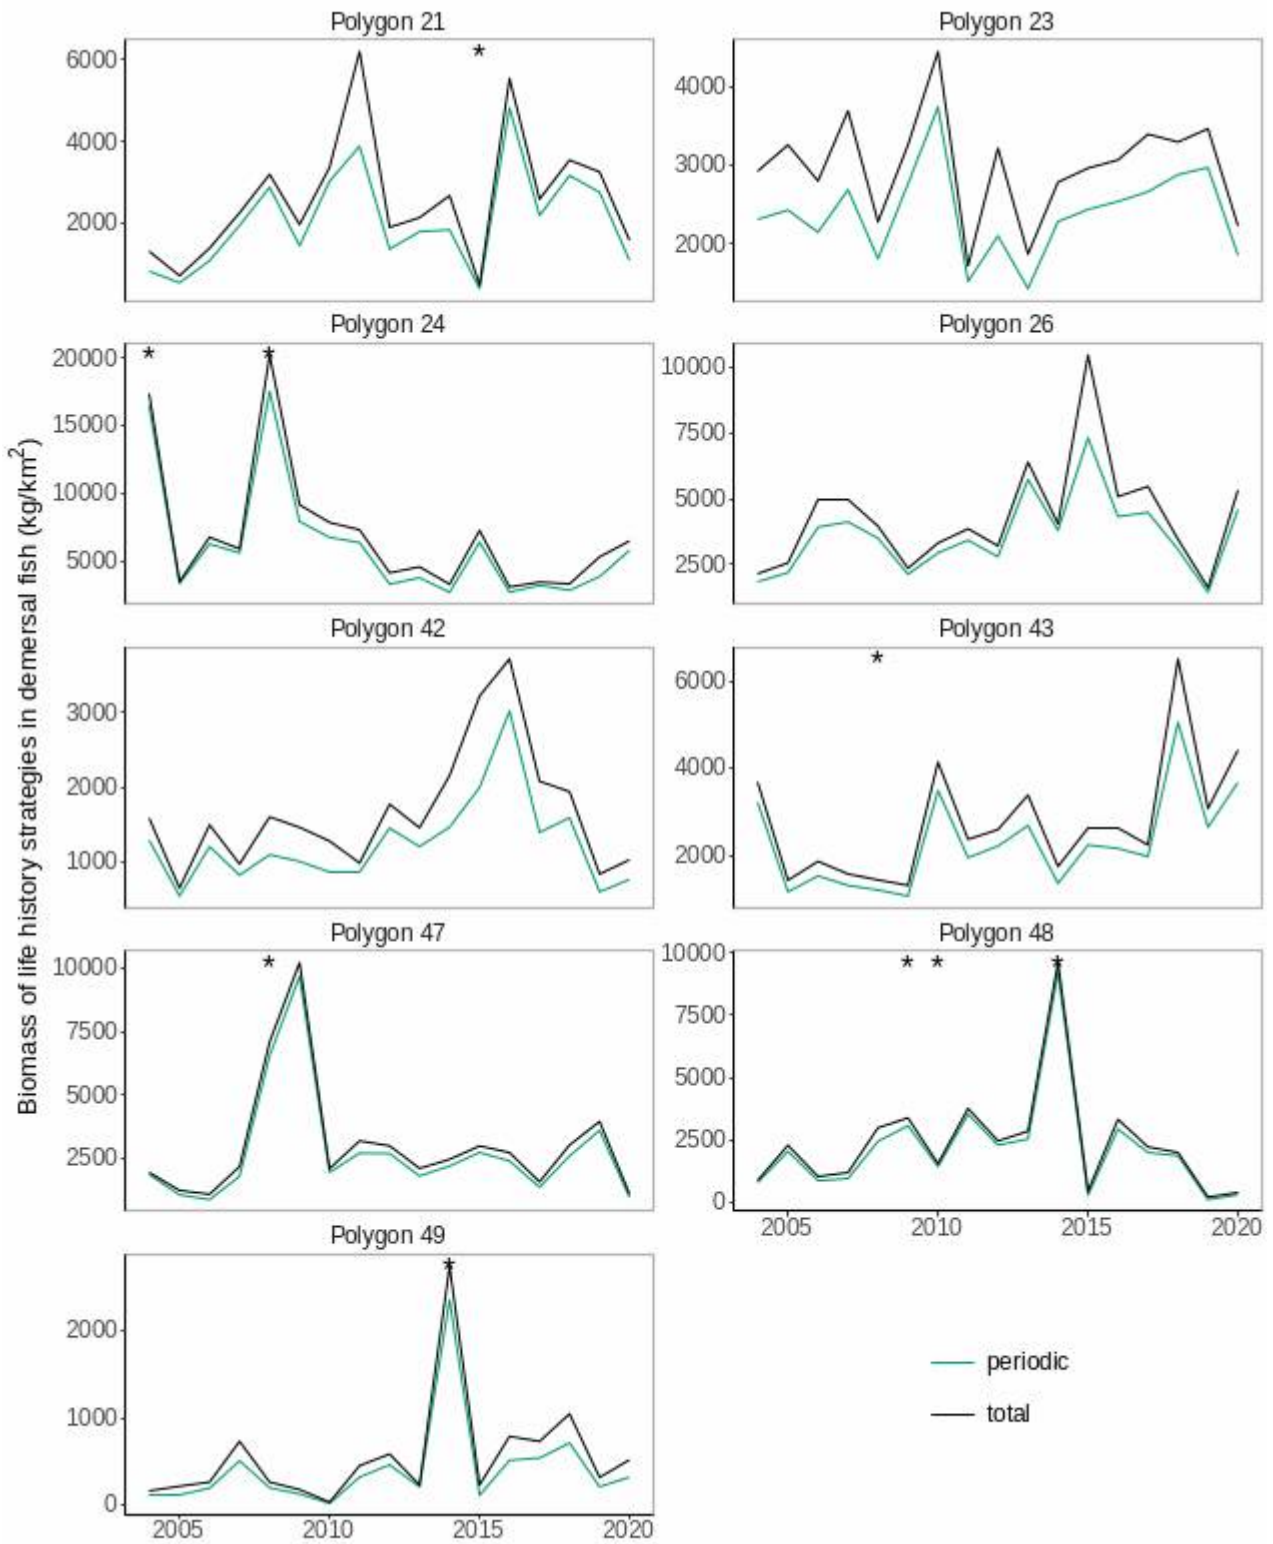 Polygon 21
Polygon 23
6000
4000
2000
*
4000
3000
2000
Polygon 24
Polygon 26
20000
15000
10000
5000
* *
10000
7500
5000
2500
Biomass of life history strategies in demersal fish (kg/km²)
Polygon 42
Polygon 43
3000
2000
1000
6000
4000
2000
*
Polygon 47
Polygon 48
10000
7500
5000
2500
*
10000
7500
5000
2500
0
* * *
2005 2010 2015 2020
Polygon 49
2000
1000
0
*
2005 2010 2015 2020
periodic
total